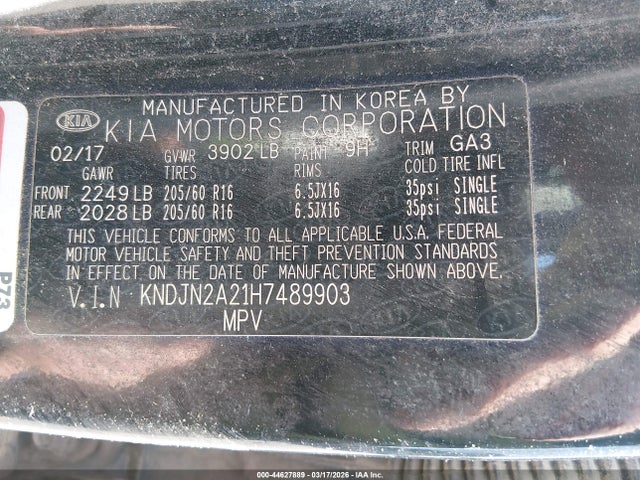 MANUFACTURED IN KOREA BY
KIA KIA MOTORS CORPORATION
02/17 GVWR 3902 LB PAINT 9H TRIM GA3
GAWR TIRES RIMS COLD TIRE INFL
FRONT 2249 LB 205/60 R16 6.5JX16 35psi SINGLE
REAR 2028 LB 205/60 R16 6.5JX16 35psi SINGLE
THIS VEHICLE CONFORMS TO ALL APPLICABLE U.S.A. FEDERAL
MOTOR VEHICLE SAFETY AND THEFT PREVENTION STANDARDS
IN EFFECT ON THE DATE OF MANUFACTURE SHOWN ABOVE.
V.I.N KNDJN2A21H7489903
MPV
000-44627889 - 03/17/2026 - IAAI.COM